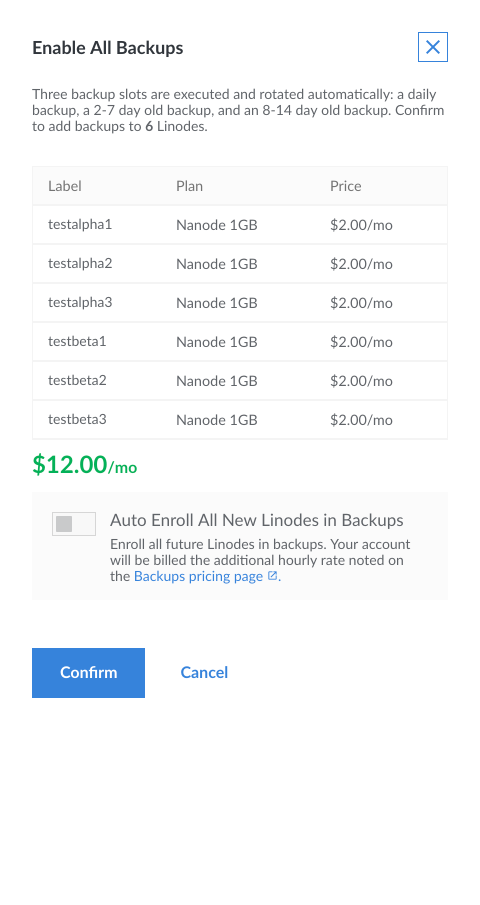 Enable All Backups
Three backup slots are executed and rotated automatically: a daily
backup, a 2-7 day old backup, and an 8-14 day old backup. Confirm
to add backups to 6 Linodes.
Label Plan Price
testalpha1 Nanode 1GB $2.00/mo
testalpha2 Nanode 1GB $2.00/mo
testalpha3 Nanode 1GB $2.00/mo
testbeta1 Nanode 1GB $2.00/mo
testbeta2 Nanode 1GB $2.00/mo
testbeta3 Nanode 1GB $2.00/mo
$12.00/mo
Auto Enroll All New Linodes in Backups
Enroll all future Linodes in backups. Your account
will be billed the additional hourly rate noted on
the Backups pricing page.
Confirm Cancel